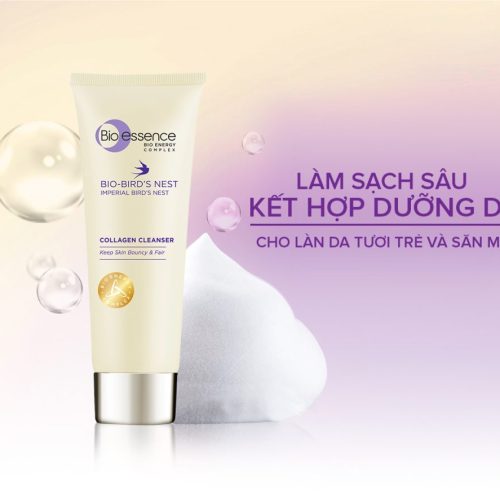 Bio essence
BIO ENERGY
COMPLEX
BIO-BIRD'S NEST
IMPERIAL BIRD'S NEST
COLLAGEN CLEANSER
Keep Skin Bouncy & Fair
LÀM SẠCH SÂU
KẾT HỢP DƯỠNG D
CHO LÀN DA TƯƠI TRẺ VÀ SĂN M